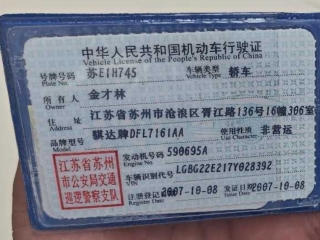 中华人民共和国机动车行驶证
Vehicle License of the People's Republic of China
号牌号码 苏E1H745 车辆类型 轿车
Plate No. Vehicle Type
所有人 金才林
Owner
住址 江苏省苏州市沧浪区胥江路136号16幢306室
Address
品牌型号 骐达牌DFL7161AA 使用性质 非营运
Model Use Character
发动机号码 590695A
Engine No.
车辆识别代号 LGBG22E217Y028392
VIN
注册登记日期 2007-10-08 发证日期 2007-10-08
江苏省苏州
市公安局交通
巡逻警察支队